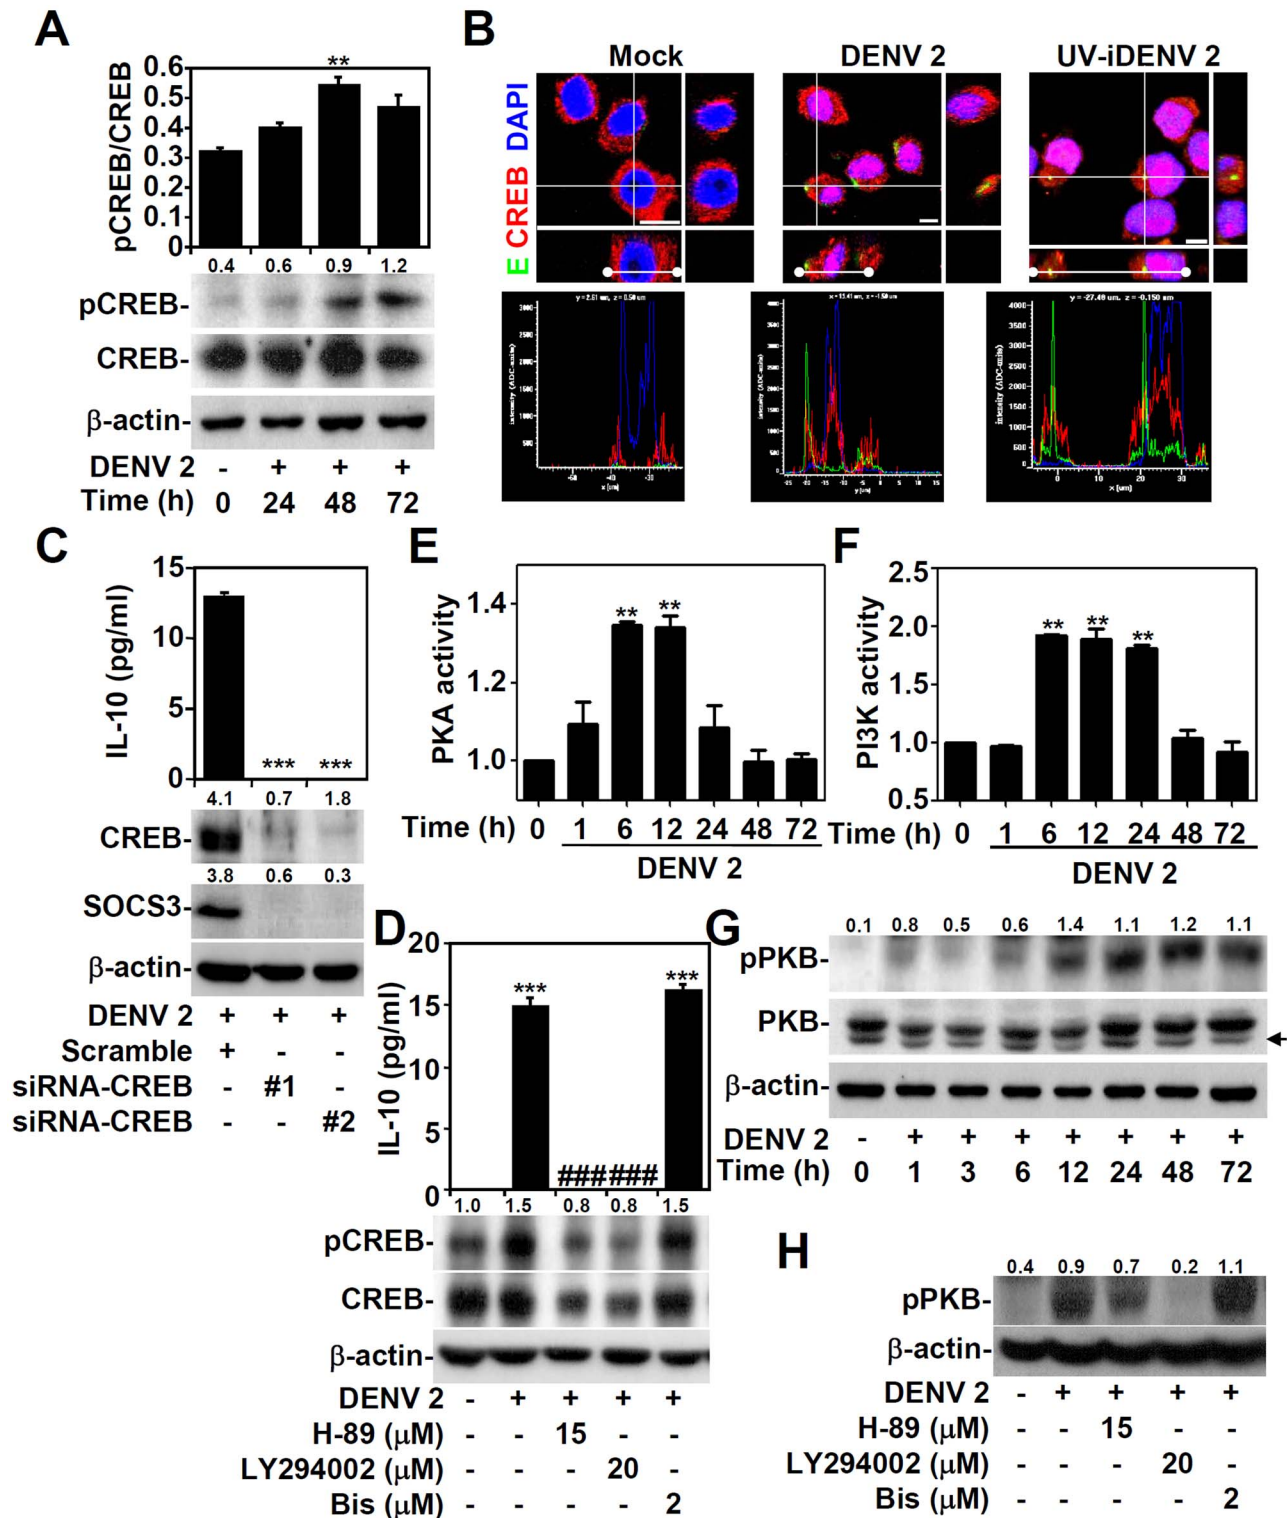 A
pCREB/CREB
0.6
0.5
0.4
0.3
0.2
0.1
0
**
0.4 0.6 0.9 1.2
pCREB-
CREB-
β-actin-
DENV 2 - + + +
Time (h) 0 24 48 72
B
Mock DENV 2 UV-iDENV 2
E CREB DAPI
C
IL-10 (pg/ml)
15
10
5
0
*** ***
4.1 0.7 1.8
CREB-
3.8 0.6 0.3
SOCS3-
β-actin-
DENV 2 + + +
Scramble + - -
siRNA-CREB - #1 -
siRNA-CREB - - #2
D
IL-10 (pg/ml)
20
15
10
5
0
*** ### ### ***
1.0 1.5 0.8 0.8 1.5
pCREB-
CREB-
β-actin-
DENV 2 - + + + +
H-89 (μM) - - 15 - -
LY294002 (μM) - - - 20 -
Bis (μM) - - - - 2
E
PKA activity
1.4
1.2
1.0
** **
Time (h) 0 1 6 12 24 48 72
DENV 2
F
PI3K activity
2.5
2.0
1.5
1.0
0.5
** ** **
Time (h) 0 1 6 12 24 48 72
DENV 2
G
0.1 0.8 0.5 0.6 1.4 1.1 1.2 1.1
pPKB-
PKB-
β-actin-
DENV 2 - + + + + + + +
Time (h) 0 1 3 6 12 24 48 72
H
0.4 0.9 0.7 0.2 1.1
pPKB-
β-actin-
DENV 2 - + + + +
H-89 (μM) - - 15 - -
LY294002 (μM) - - - 20 -
Bis (μM) - - - - 2